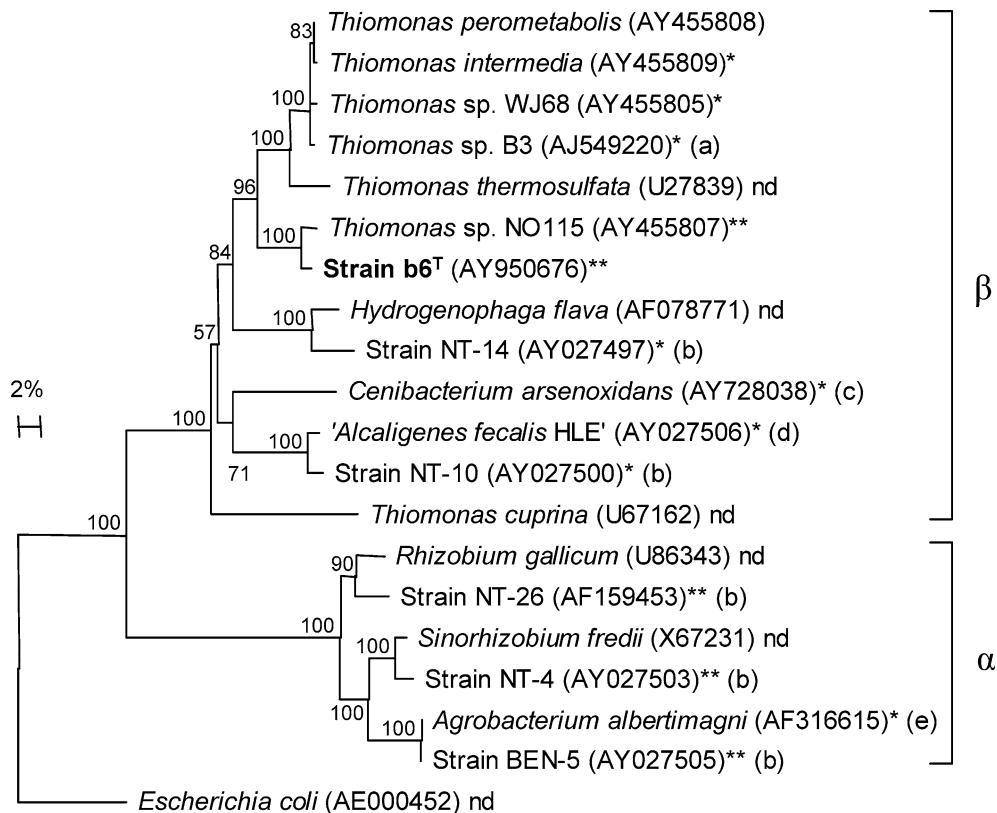 83
Thiomonas perometabolis (AY455808)
Thiomonas intermedia (AY455809)*
100
Thiomonas sp. WJ68 (AY455805)*
100
Thiomonas sp. B3 (AJ549220)* (a)
96
Thiomonas thermosulfata (U27839) nd
100
Thiomonas sp. NO115 (AY455807)**
84
Strain b6T (AY950676)**
β
100
Hydrogenophaga flava (AF078771) nd
57
Strain NT-14 (AY027497)* (b)
2%
Cenibacterium arsenoxidans (AY728038)* (c)
100
100
'Alcaligenes fecalis HLE' (AY027506)* (d)
71
Strain NT-10 (AY027500)* (b)
Thiomonas cuprina (U67162) nd
100
90
Rhizobium gallicum (U86343) nd
Strain NT-26 (AF159453)** (b)
100
100
Sinorhizobium fredii (X67231) nd
α
Strain NT-4 (AY027503)** (b)
100
100
Agrobacterium albertimagni (AF316615)* (e)
Strain BEN-5 (AY027505)** (b)
Escherichia coli (AE000452) nd